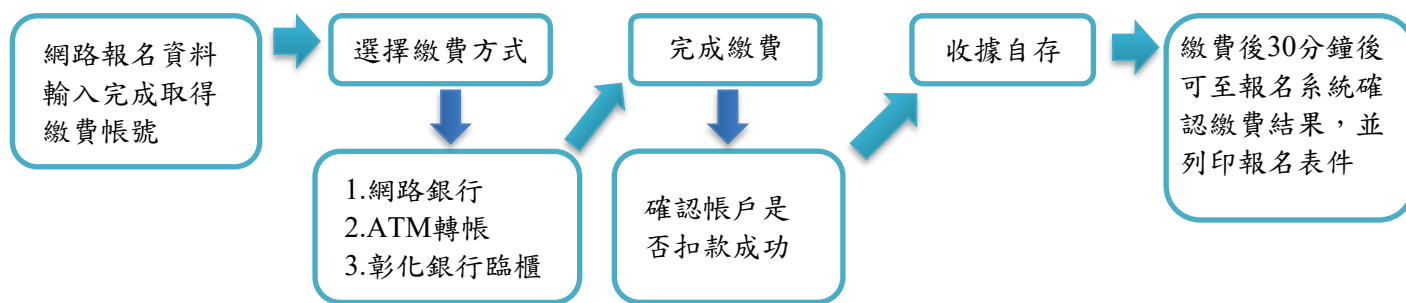 網路報名資料
輸入完成取得
繳費帳號
選擇繳費方式
1.網路銀行
2.ATM轉帳
3.彰化銀行臨櫃
完成繳費
確認帳戶是
否扣款成功
收據自存
繳費後30分鐘後
可至報名系統確
認繳費結果，並
列印報名表件